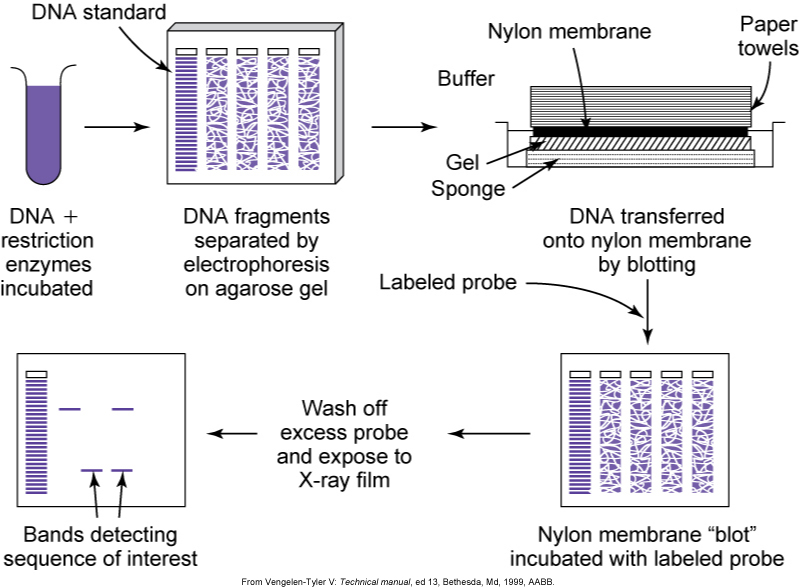 DNA standard
DNA +
restriction
enzymes
incubated
DNA fragments
separated by
electrophoresis
on agarose gel
Nylon membrane
Paper
towels
Buffer
Gel
Sponge
DNA transferred
onto nylon membrane
by blotting
Labeled probe
Nylon membrane “blot”
incubated with labeled probe
Wash off
excess probe
and expose to
X-ray film
Bands detecting
sequence of interest
From Vengelen-Tyler V: Technical manual, ed 13, Bethesda, Md, 1999, AABB.